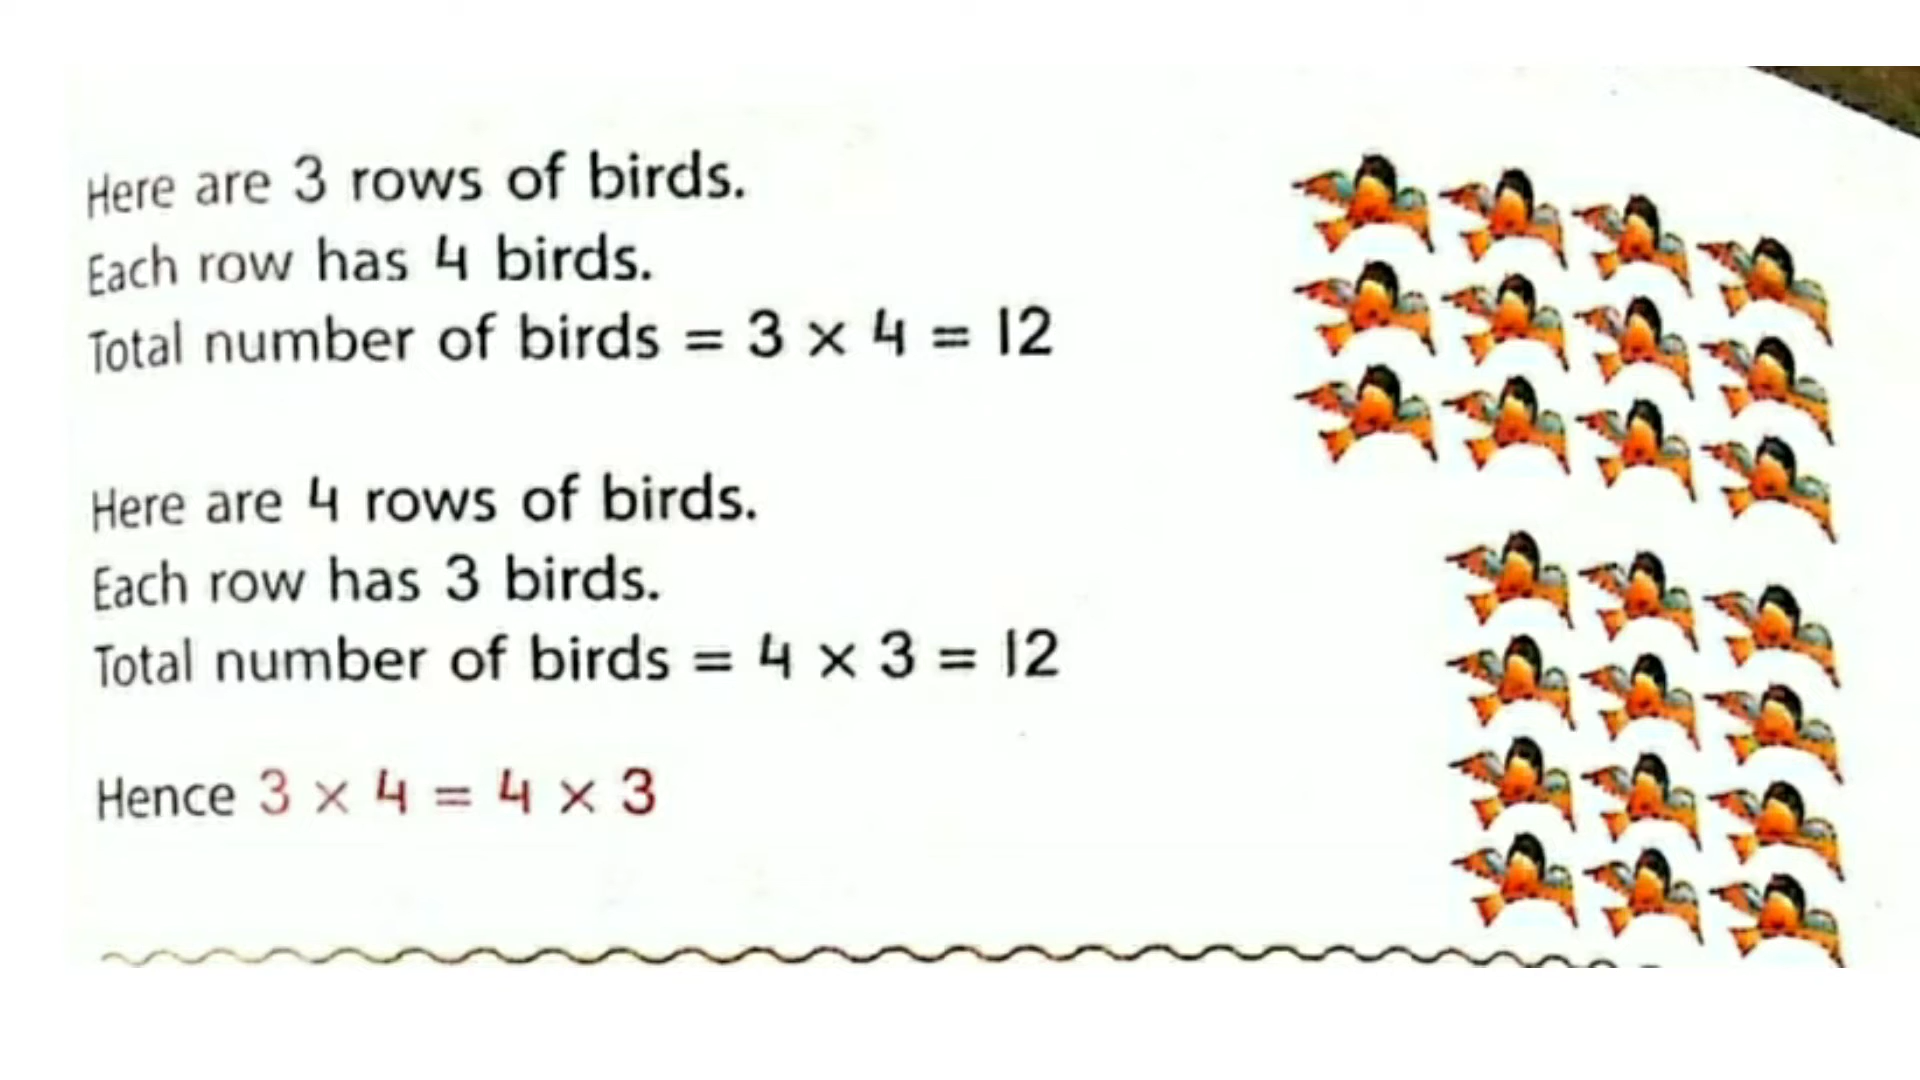 Here are 3 rows of birds.
Each row has 4 birds.
Total number of birds = 3 × 4 = 12
Here are 4 rows of birds.
Each row has 3 birds.
Total number of birds = 4 × 3 = 12
Hence 3 × 4 = 4 × 3